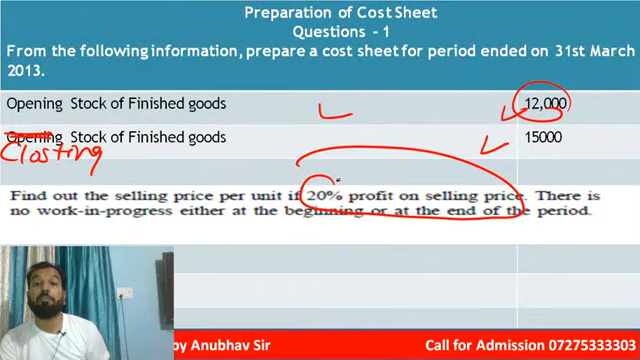 Preparation of Cost Sheet
Questions - 1
From the following information, prepare a cost sheet for period ended on 31st March
2013.
Opening Stock of Finished goods 12,000
Opening Stock of Finished goods 15000
Closting
Find out the selling price per unit if 20% profit on selling price. There is
no work-in-progress either at the beginning or at the end of the period.
by Anubhav Sir Call for Admission 07275333303